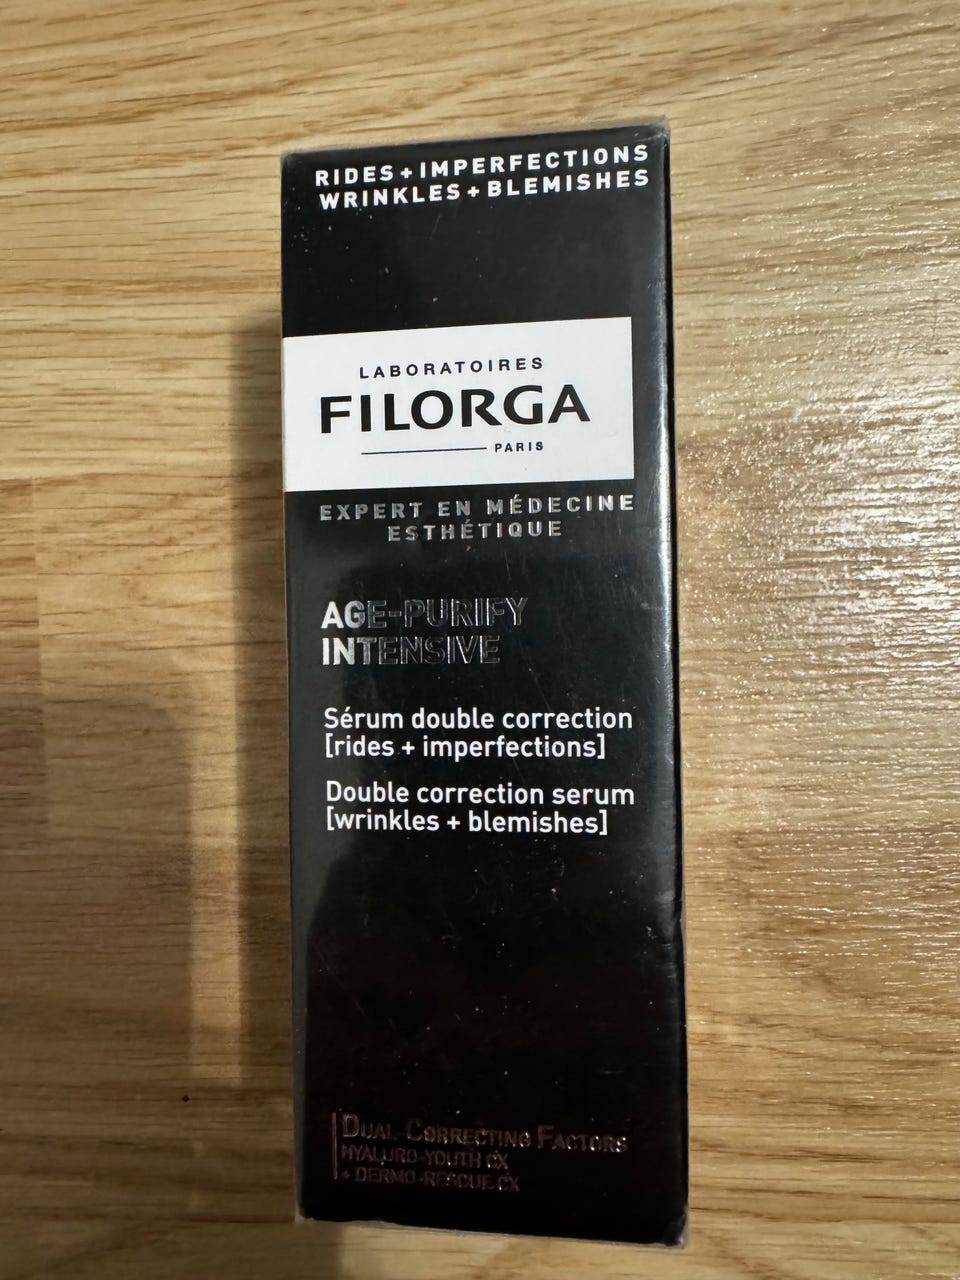 RIDES + IMPERFECTIONS
WRINKLES + BLEMISHES
LABORATOIRES
FILORGA
PARIS
EXPERT EN MÉDECINE
ESTHÉTIQUE
AGE-PURIFY
INTENSIVE
Sérum double correction
[rides + imperfections]
Double correction serum
[wrinkles + blemishes]
DUAL-CORRECTING FACTORS
HYALURO-YOUTH CX
+ DERMO-RESCUE CX